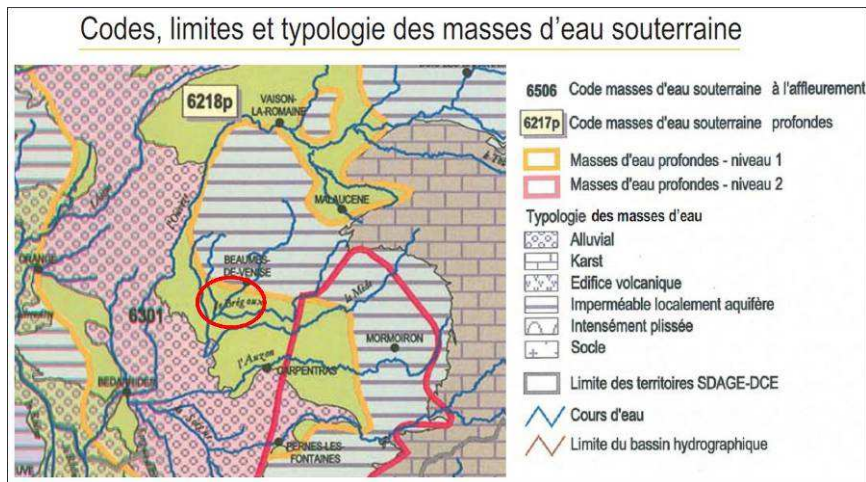 Codes, limites et typologie des masses d'eau souterraine
6218p
VAISON-
LA-ROMAINE
MALAUCENE
l'Ouvèze
ORANGE
BEAUMES-
DE-VENISE
le Brégoux
la Mède
6301
MORMOIRON
l'Auzon
CARPENTRAS
BEDARRIDES
PERNES-LES-
FONTAINES
6506 Code masses d'eau souterraine à l'affleurement
6217p Code masses d'eau souterraine profondes
Masses d'eau profondes - niveau 1
Masses d'eau profondes - niveau 2
Typologie des masses d'eau
Alluvial
Karst
Edifice volcanique
Imperméable localement aquifère
Intensément plissée
Socle
Limite des territoires SDAGE-DCE
Cours d'eau
Limite du bassin hydrographique